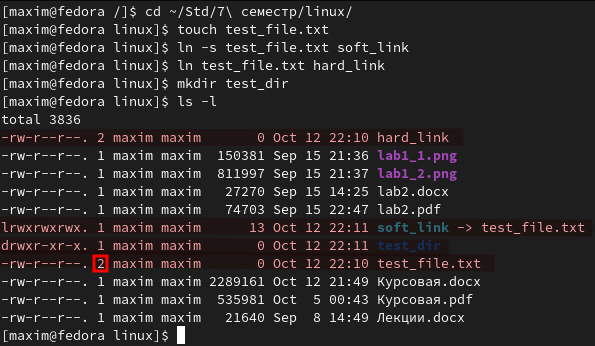 [maxim@fedora /]$ cd ~/Std/7\ семестр/linux/
[maxim@fedora linux]$ touch test_file.txt
[maxim@fedora linux]$ ln -s test_file.txt soft_link
[maxim@fedora linux]$ ln test_file.txt hard_link
[maxim@fedora linux]$ mkdir test_dir
[maxim@fedora linux]$ ls -l
total 3836
-rw-r--r--. 2 maxim maxim       0 Oct 12 22:10 hard_link
-rw-r--r--. 1 maxim maxim  150381 Sep 15 21:36 lab1_1.png
-rw-r--r--. 1 maxim maxim  811997 Sep 15 21:37 lab1_2.png
-rw-r--r--. 1 maxim maxim   27270 Sep 15 14:25 lab2.docx
-rw-r--r--. 1 maxim maxim   74703 Sep 15 22:47 lab2.pdf
lrwxrwxrwx. 1 maxim maxim      13 Oct 12 22:11 soft_link -> test_file.txt
drwxr-xr-x. 1 maxim maxim       0 Oct 12 22:11 test_dir
-rw-r--r--. 2 maxim maxim       0 Oct 12 22:10 test_file.txt
-rw-r--r--. 1 maxim maxim 2289161 Oct 12 21:49 Курсовая.docx
-rw-r--r--. 1 maxim maxim  535981 Oct  5 00:43 Курсовая.pdf
-rw-r--r--. 1 maxim maxim   21640 Sep  8 14:49 Лекции.docx
[maxim@fedora linux]$